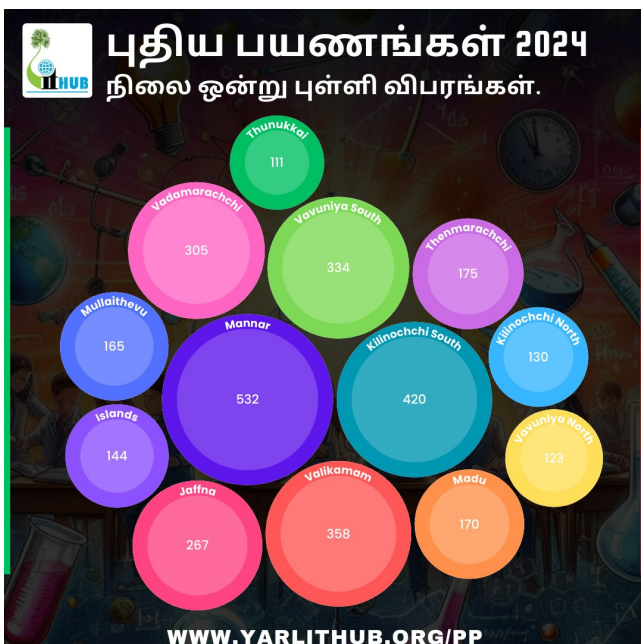 புதிய பயணங்கள் 2024
நிலை ஒன்று புள்ளி விபரங்கள்.
HUB
Thunukkai
111
Vadamarachchi
305
Vavuniya South
334
Thenmarachchi
175
Mullaithevu
165
Mannar
532
Kilinochchi South
420
Kilinochchi North
130
Islands
144
Vavuniya North
123
Jaffna
267
Valikamam
358
Madu
170
WWW.YARLITHUB.ORG/PP